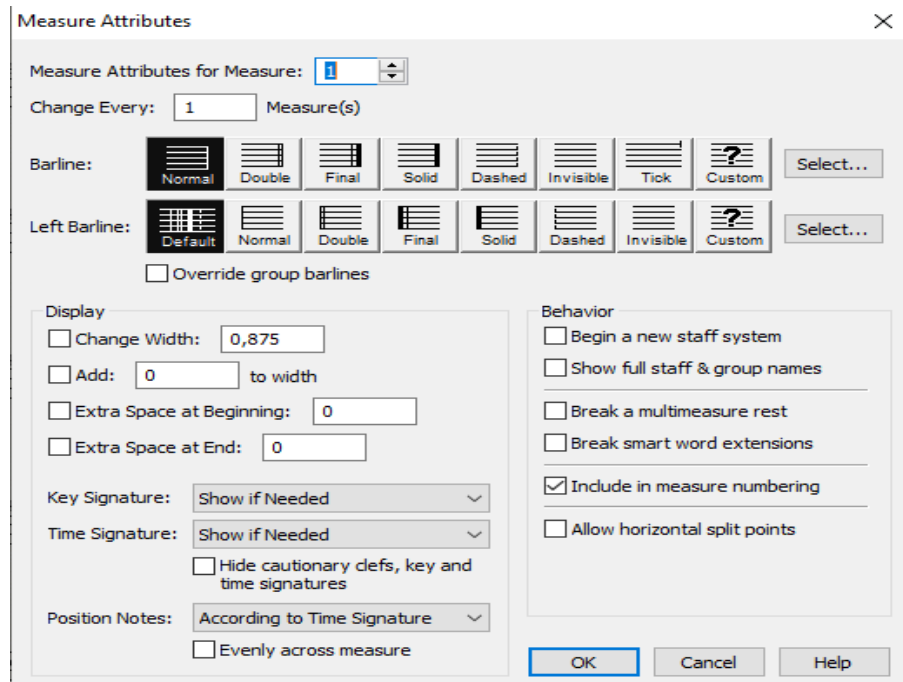 Measure Attributes
Measure Attributes for Measure: 1
Change Every: 1 Measure(s)
Barline: Normal Double Final Solid Dashed Invisible Tick Custom Select...
Left Barline: Default Normal Double Final Solid Dashed Invisible Custom Select...
Override group barlines
Display
Change Width: 0,875
Add: 0 to width
Extra Space at Beginning: 0
Extra Space at End: 0
Key Signature: Show if Needed
Time Signature: Show if Needed
Hide cautionary clefs, key and
time signatures
Position Notes: According to Time Signature
Evenly across measure
Behavior
Begin a new staff system
Show full staff & group names
Break a multimeasure rest
Break smart word extensions
Include in measure numbering
Allow horizontal split points
OK Cancel Help